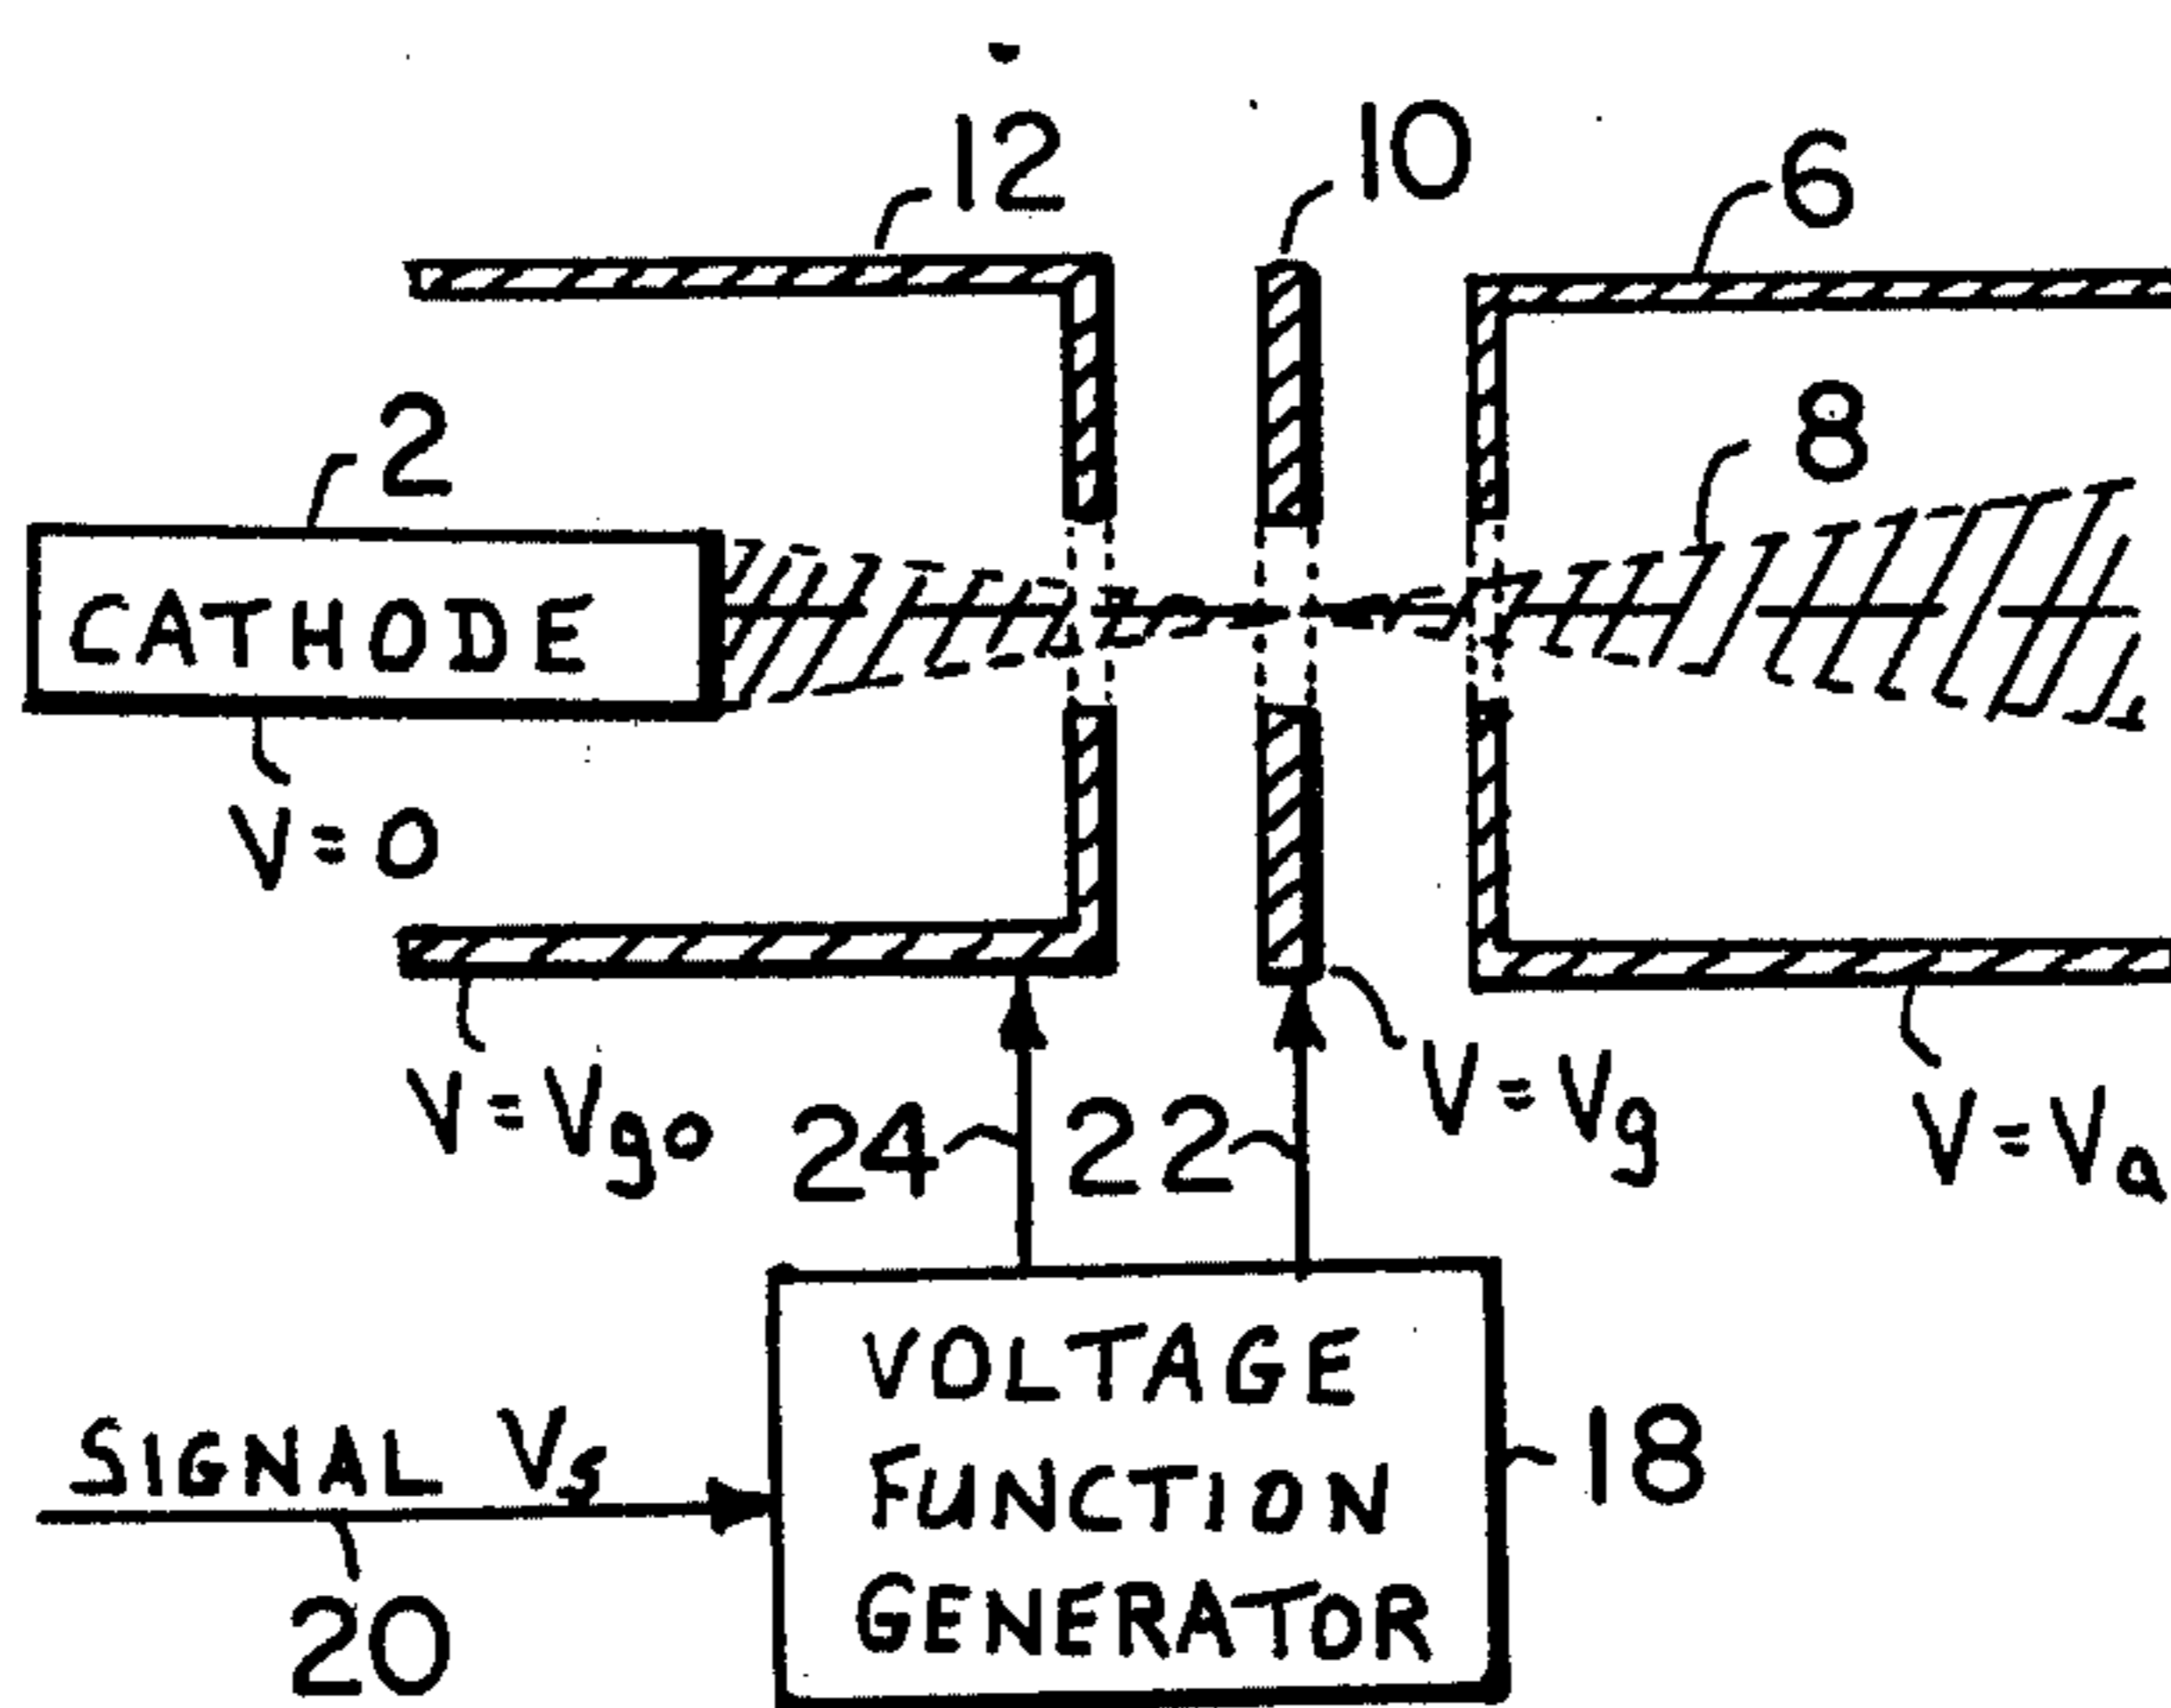 12
10
6
2
8
CATHODE
V=0
V=Vgo
24
22
V=Vg
V=Va
SIGNAL Vs
VOLTAGE
FUNCTION
GENERATOR
18
20